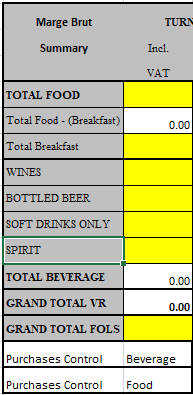 Marge Brut TURN
Summary Incl.
VAT
TOTAL FOOD
Total Food - (Breakfast) 0.00
Total Breakfast
WINES
BOTTLED BEER
SOFT DRINKS ONLY
SPIRIT
TOTAL BEVERAGE 0.00
GRAND TOTAL VR 0.00
GRAND TOTAL FOLS
Purchases Control Beverage
Purchases Control Food